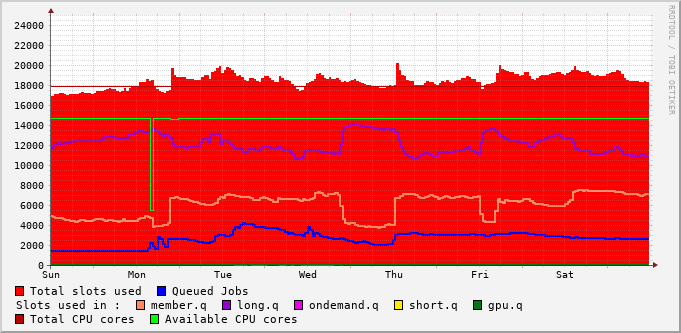 RRDTOOL / TOBI OETIKER
24000
22000
20000
18000
16000
14000
12000
10000
8000
6000
4000
2000
0
Sun Mon Tue Wed Thu Fri Sat
Total slots used Queued Jobs
Slots used in : member.q long.q ondemand.q short.q gpu.q
Total CPU cores Available CPU cores